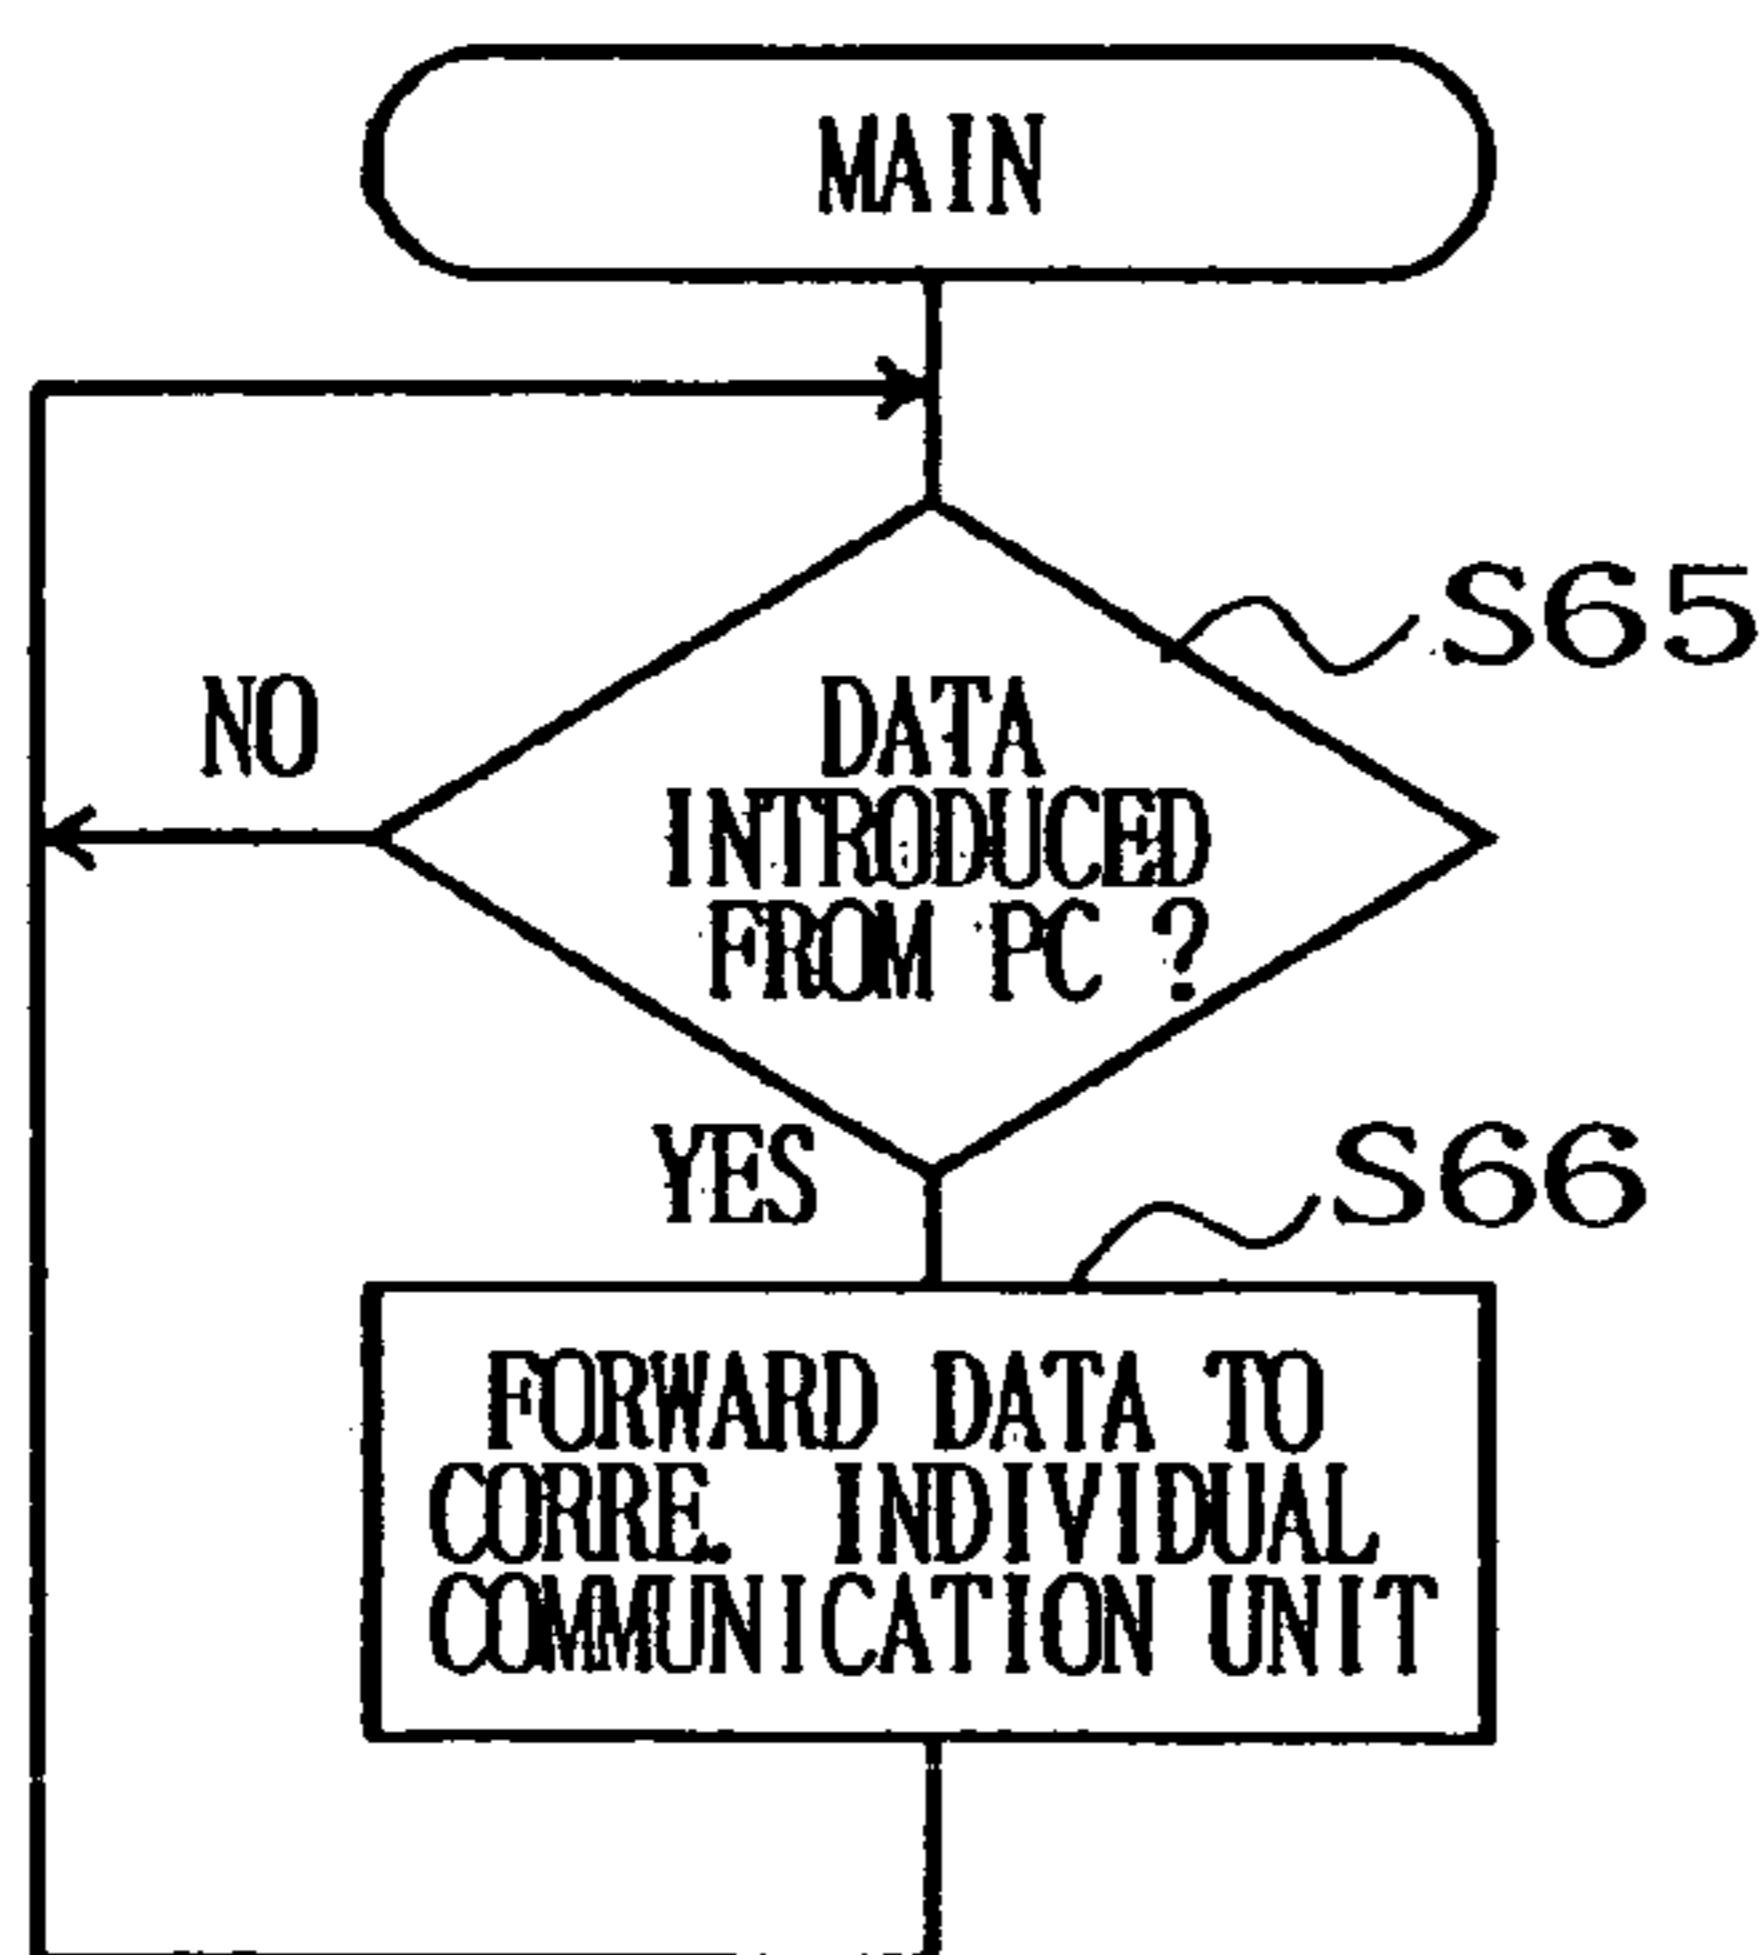 MAIN
S65
NO
DATA
INTRODUCED
FROM PC ?
YES
S66
FORWARD DATA TO
CORRE. INDIVIDUAL
COMMUNICATION UNIT